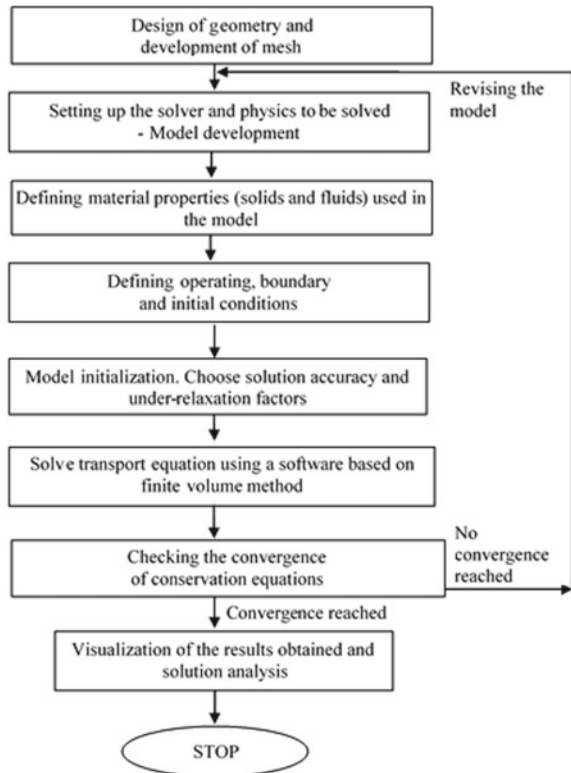 Design of geometry and
development of mesh
Revising the
model
Setting up the solver and physics to be solved
- Model development
Defining material properties (solids and fluids) used in
the model
Defining operating, boundary
and initial conditions
Model initialization. Choose solution accuracy and
under-relaxation factors
Solve transport equation using a software based on
finite volume method
No
convergence
reached
Checking the convergence
of conservation equations
Convergence reached
Visualization of the results obtained and
solution analysis
STOP